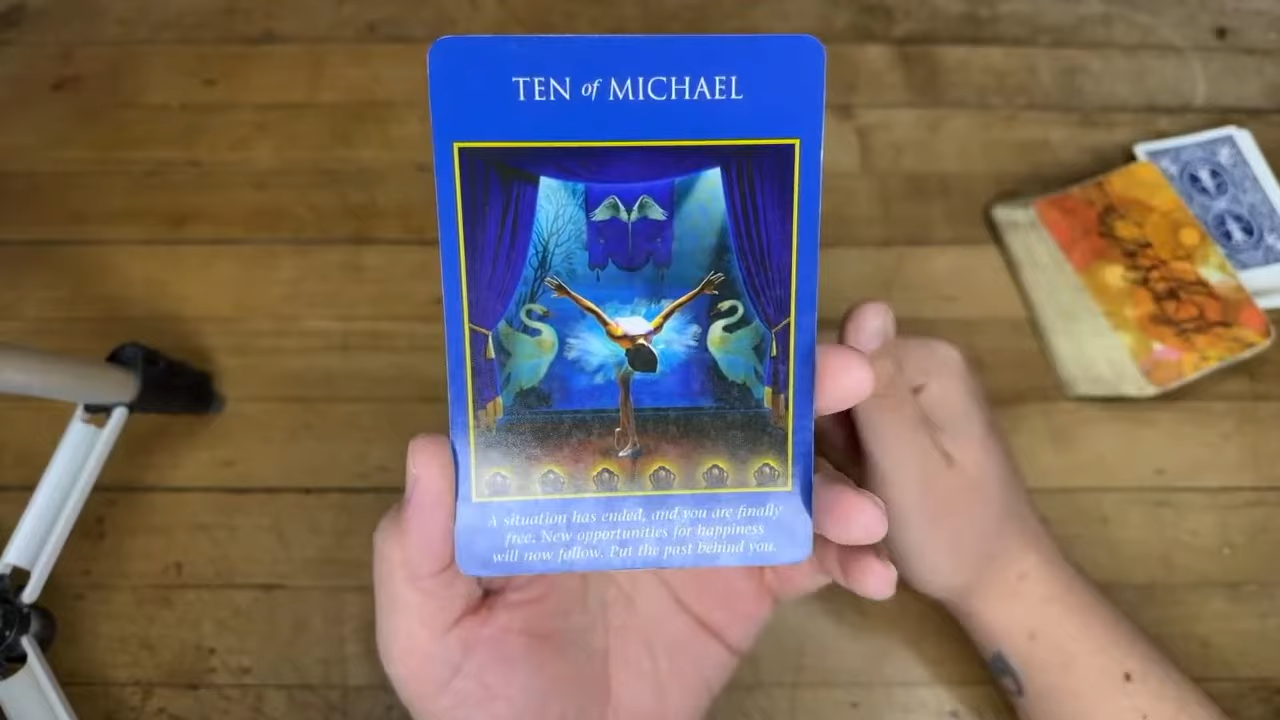 TEN of MICHAEL
A situation has ended, and you are finally
free. New opportunities for happiness
will now follow. Put the past behind you.